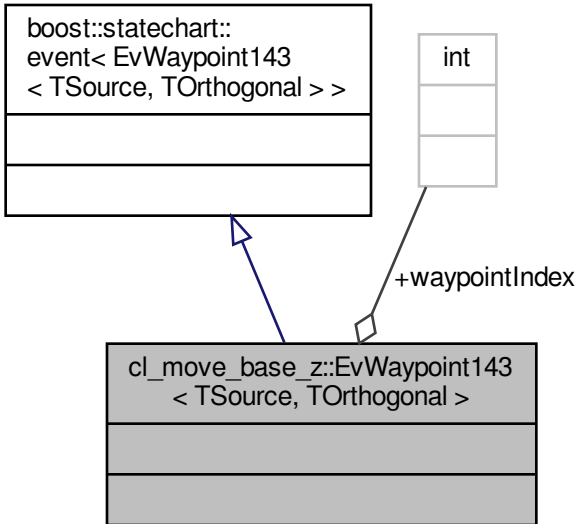 boost::statechart::
event< EvWaypoint143
< TSource, TOrthogonal > >
int
+waypointIndex
cl_move_base_z::EvWaypoint143
< TSource, TOrthogonal >